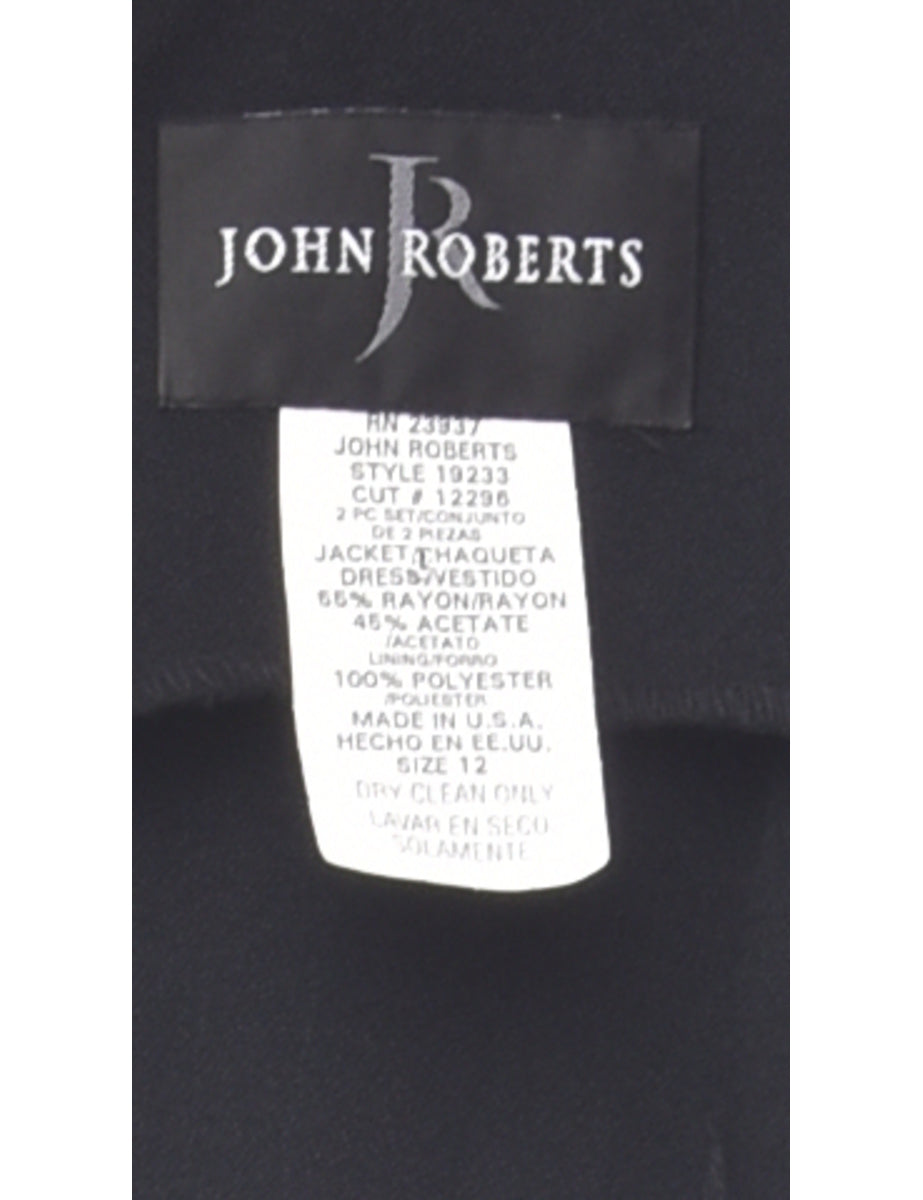 JR
JOHN ROBERTS
RN 23937
JOHN ROBERTS
STYLE 19233
CUT # 12296
2 PC SET/CONJUNTO
DE 2 PIEZAS
JACKET/CHAQUETA
DRESS/VESTIDO
55% RAYON/RAYON
45% ACETATE
/ACETATO
LINING/FORRO
100% POLYESTER
/POLIESTER
MADE IN U.S.A.
HECHO EN EE.UU.
SIZE 12
DRY CLEAN ONLY
LAVAR EN SECO
SOLAMENTE